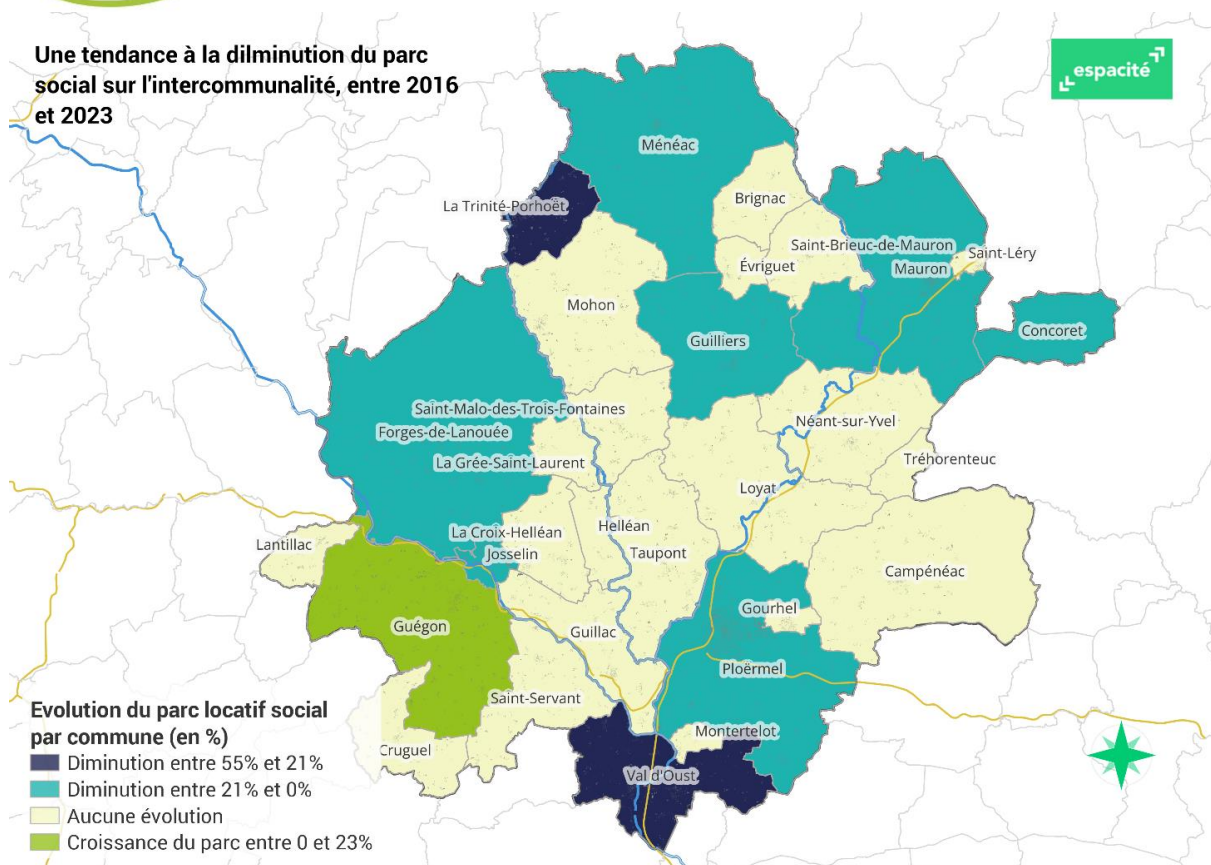 Une tendance à la dilminution du parc
social sur l'intercommunalité, entre 2016
et 2023
espacité
Ménéac
La Trinité-Porhoët
Brignac
Saint-Brieuc-de-Mauron
Saint-Léry
Évriguet
Mauron
Mohon
Concoret
Guilliers
Saint-Malo-des-Trois-Fontaines
Néant-sur-Yvel
Forges-de-Lanouée
La Grée-Saint-Laurent
Tréhorenteuc
Loyat
Helléan
La Croix-Helléan
Lantillac
Josselin
Taupont
Campénéac
Gourhel
Guégon
Guillac
Ploërmel
Saint-Servant
Montertelot
Cruguel
Val d'Oust
Evolution du parc locatif social
par commune (en %)
Diminution entre 55% et 21%
Diminution entre 21% et 0%
Aucune évolution
Croissance du parc entre 0 et 23%